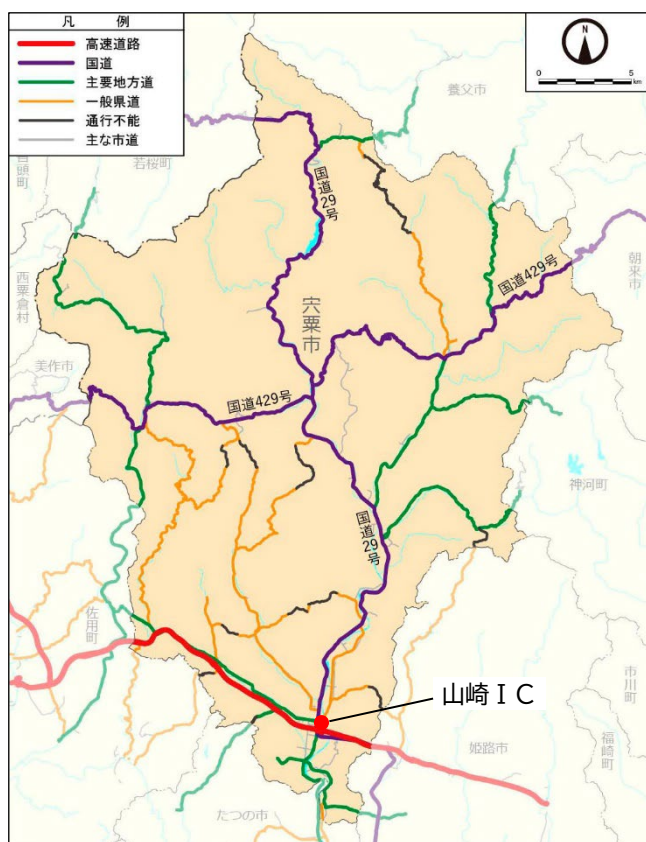 凡 例
高速道路
国道
主要地方道
一般県道
通行不能
主な市道
N
0 5
km
養父市
若桜町
国道29号
朝来市
国道429号
西粟倉村
宍粟市
美作市
国道429号
神河町
国道29号
佐用町
山崎IC
市川町
姫路市
福崎町
たつの市